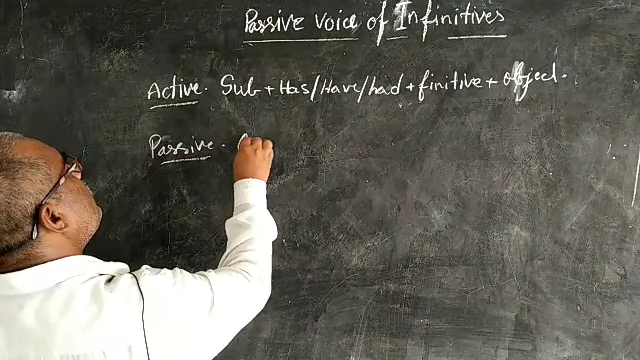 Passive voice of Infinitives
Active. Sub + Has/Have/had + finitive + object.
Passive.